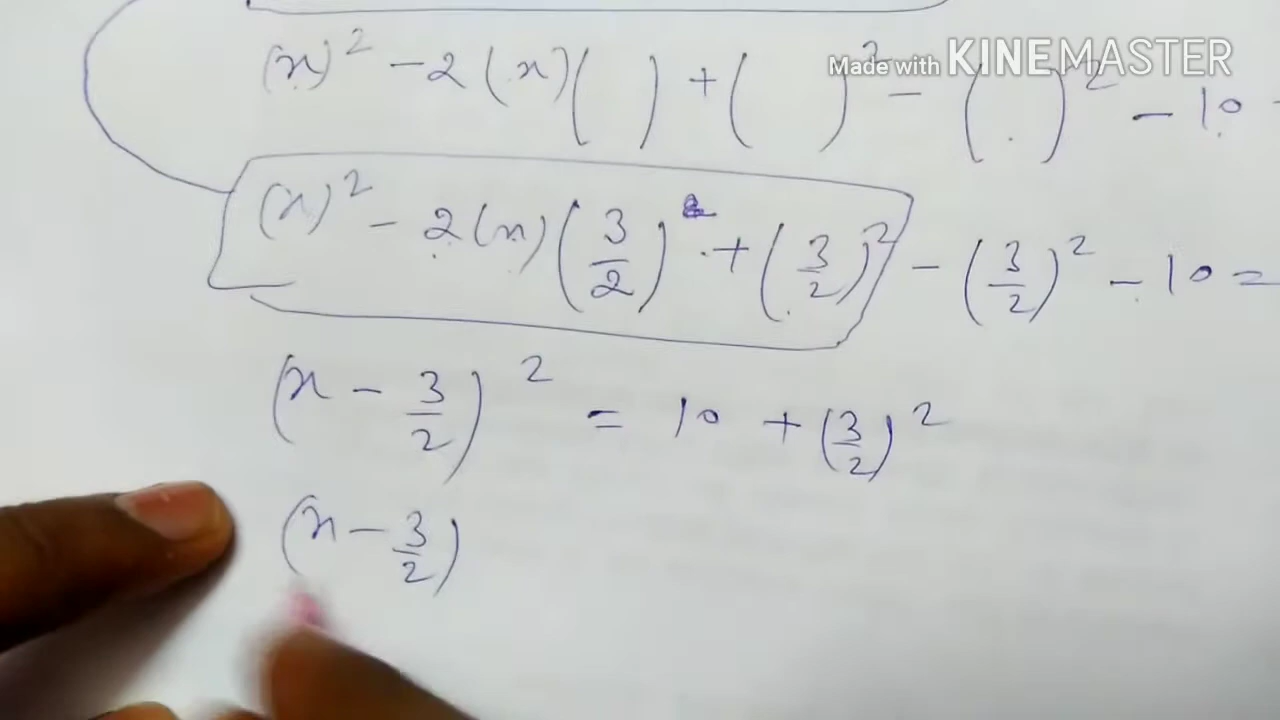 Made with KINEMASTER
(x)² - 2(x)( ) + ( )² - ( )² - 10
(x)² - 2(x)(3/2) + (3/2)² - (3/2)² - 10 =
(x - 3/2)² = 10 + (3/2)²
(x - 3/2)